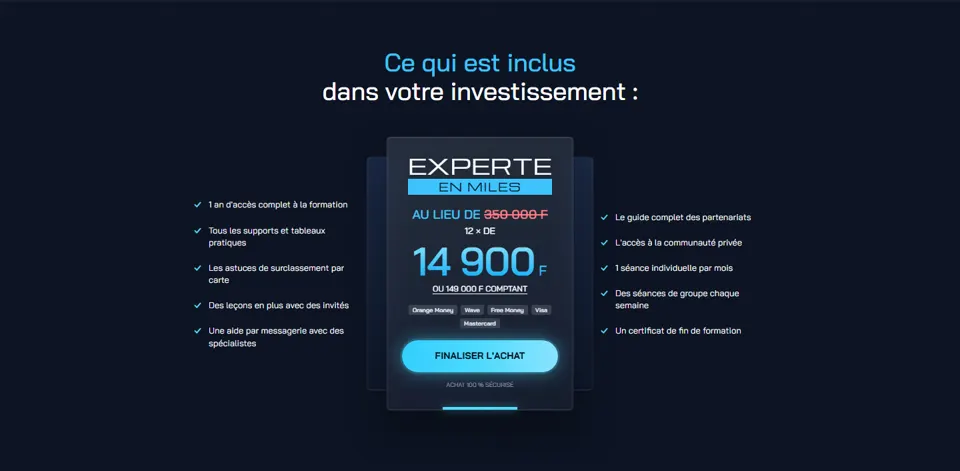 Ce qui est inclus
dans votre investissement :
1 an d'accès complet à la formation
Tous les supports et tableaux
pratiques
Les astuces de surclassement par
carte
Des leçons en plus avec des invités
Une aide par messagerie avec des
spécialistes
EXPERTE
EN MILES
AU LIEU DE 350 000 F
12 × DE
14 900 F
OU 149 000 F COMPTANT
Orange Money Wave Free Money Visa
Mastercard
FINALISER L'ACHAT
ACHAT 100 % SÉCURISÉ
Le guide complet des partenariats
L'accès à la communauté privée
1 séance individuelle par mois
Des séances de groupe chaque
semaine
Un certificat de fin de formation